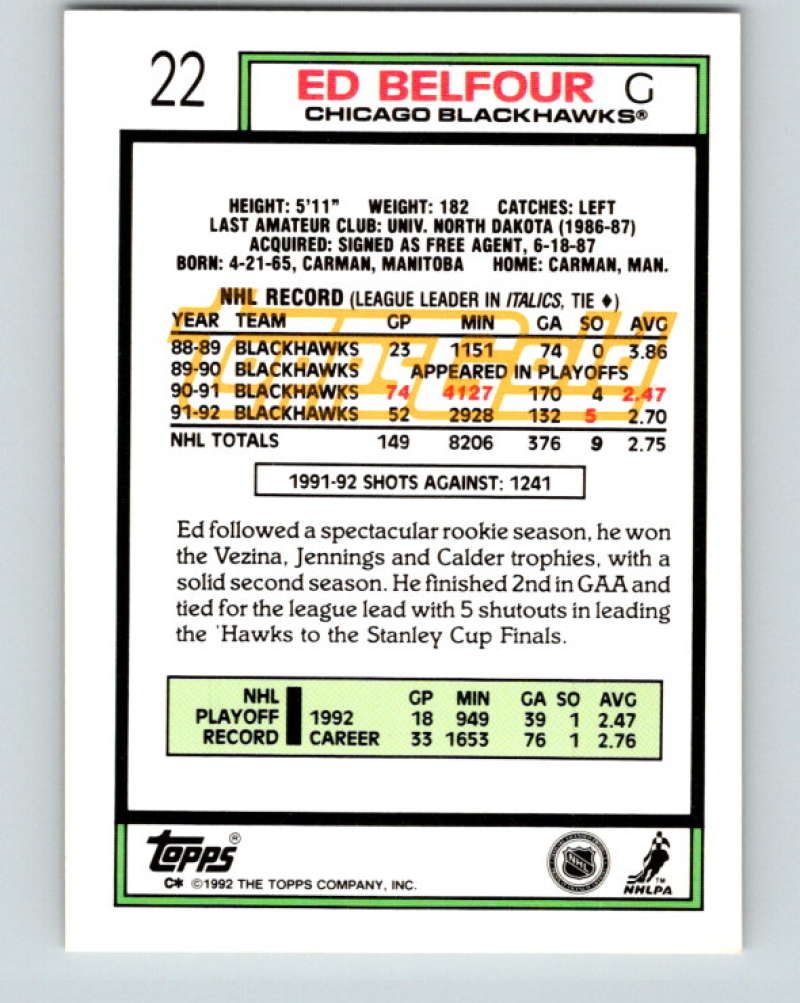 22
ED BELFOUR G
CHICAGO BLACKHAWKS®
HEIGHT: 5'11" WEIGHT: 182 CATCHES: LEFT
LAST AMATEUR CLUB: UNIV. NORTH DAKOTA (1986-87)
ACQUIRED: SIGNED AS FREE AGENT, 6-18-87
BORN: 4-21-65, CARMAN, MANITOBA HOME: CARMAN, MAN.
ToppsGold
NHL RECORD (LEAGUE LEADER IN ITALICS, TIE ♦)
YEAR TEAM GP MIN GA SO AVG
88-89 BLACKHAWKS 23 1151 74 0 3.86
89-90 BLACKHAWKS APPEARED IN PLAYOFFS
90-91 BLACKHAWKS 74 4127 170 4 2.47
91-92 BLACKHAWKS 52 2928 132 5 2.70
NHL TOTALS 149 8206 376 9 2.75
1991-92 SHOTS AGAINST: 1241
Ed followed a spectacular rookie season, he won
the Vezina, Jennings and Calder trophies, with a
solid second season. He finished 2nd in GAA and
tied for the league lead with 5 shutouts in leading
the 'Hawks to the Stanley Cup Finals.
NHL GP MIN GA SO AVG
PLAYOFF 1992 18 949 39 1 2.47
RECORD CAREER 33 1653 76 1 2.76
TOPPS®
C* ©1992 THE TOPPS COMPANY, INC.
NHL
TM
NHLPA